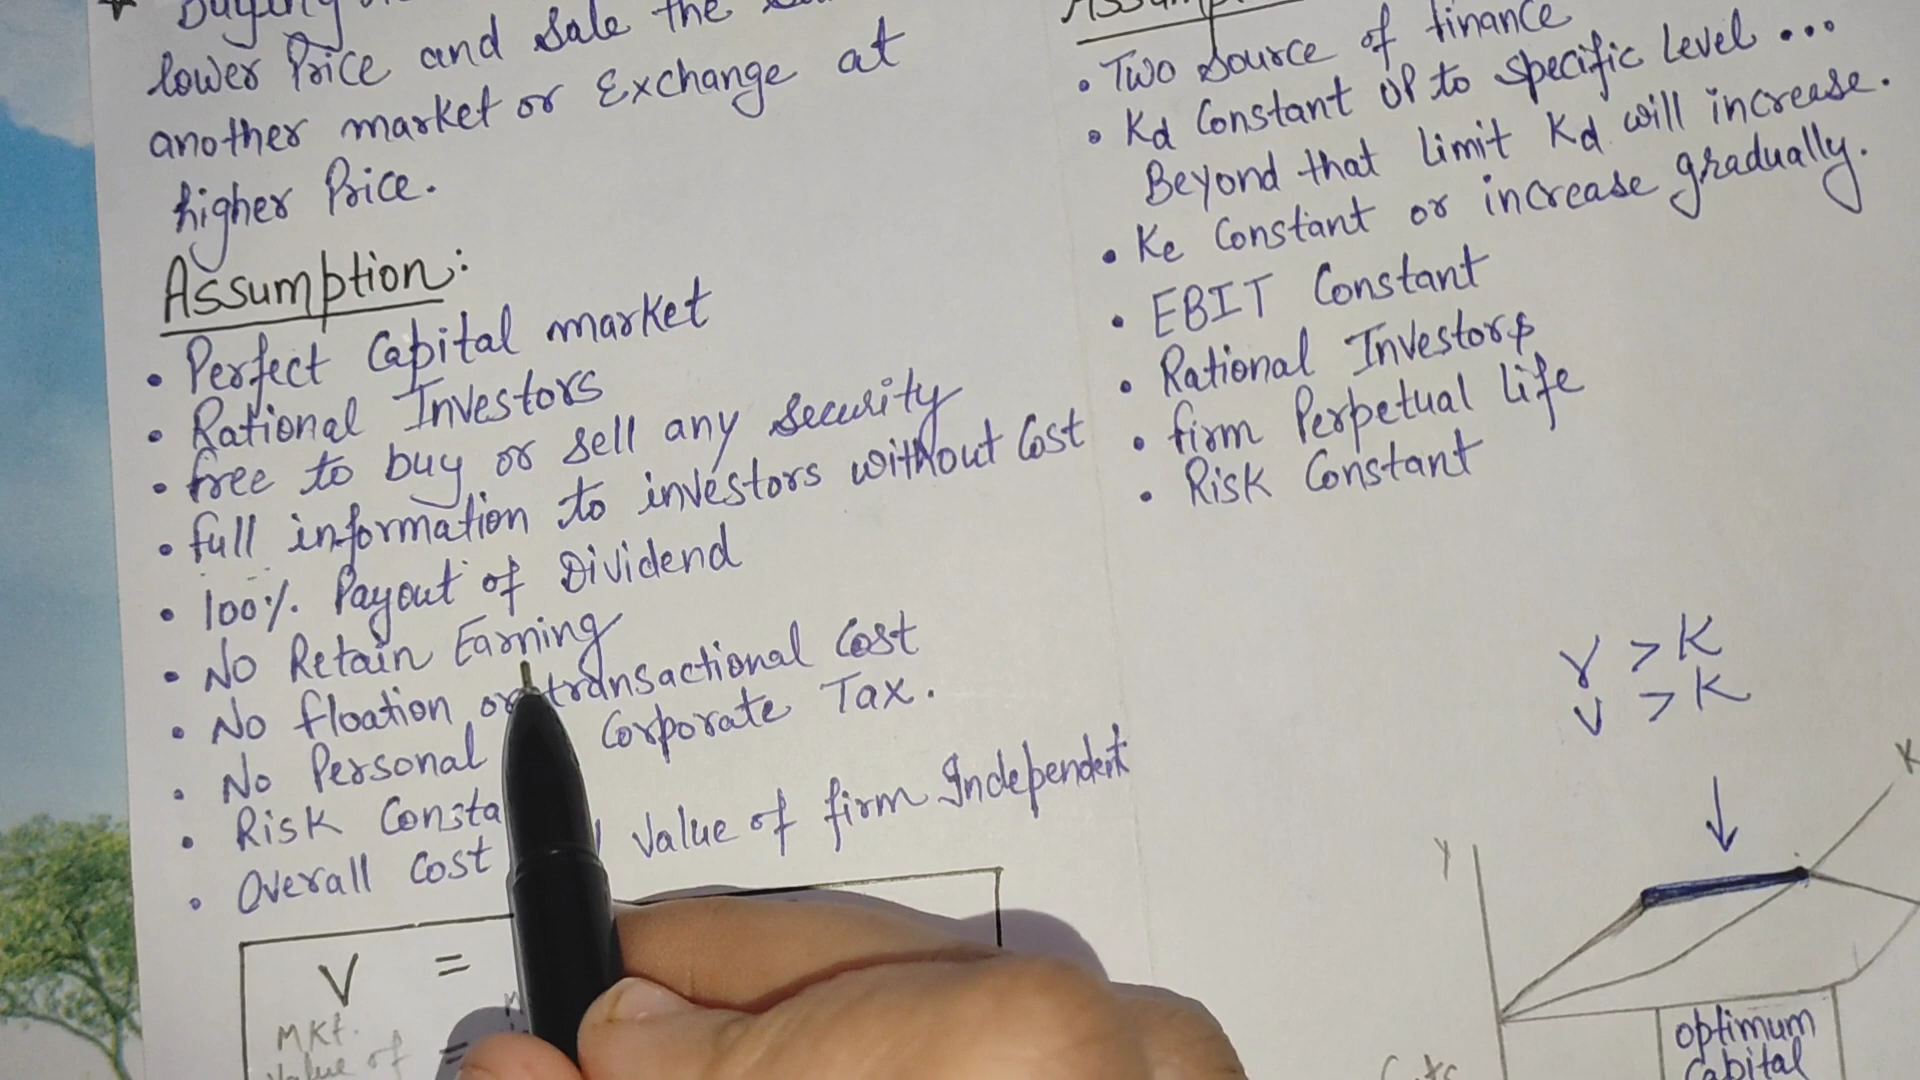 Buying
lower Price and Sale the
another market or Exchange at
higher Price.
Assumption:
• Perfect Capital market
• Rational Investors
• free to buy or sell any security
• full information to investors without Cost
• 100% Payout of Dividend
• No Retain Earning
• No floation or transactional Cost
• No Personal Corporate Tax.
• Risk Consta
• Overall Cost Value of firm Independent
V =
MKt.
Value of =
• Two Source of finance
• Kd Constant UP to specific Level ...
Beyond that limit Kd will increase.
• Ke Constant or increase gradually.
• EBIT Constant
• Rational Investors
• firm Perpetual Life
• Risk Constant
r > K
r > K
Y
K
optimum
Capital